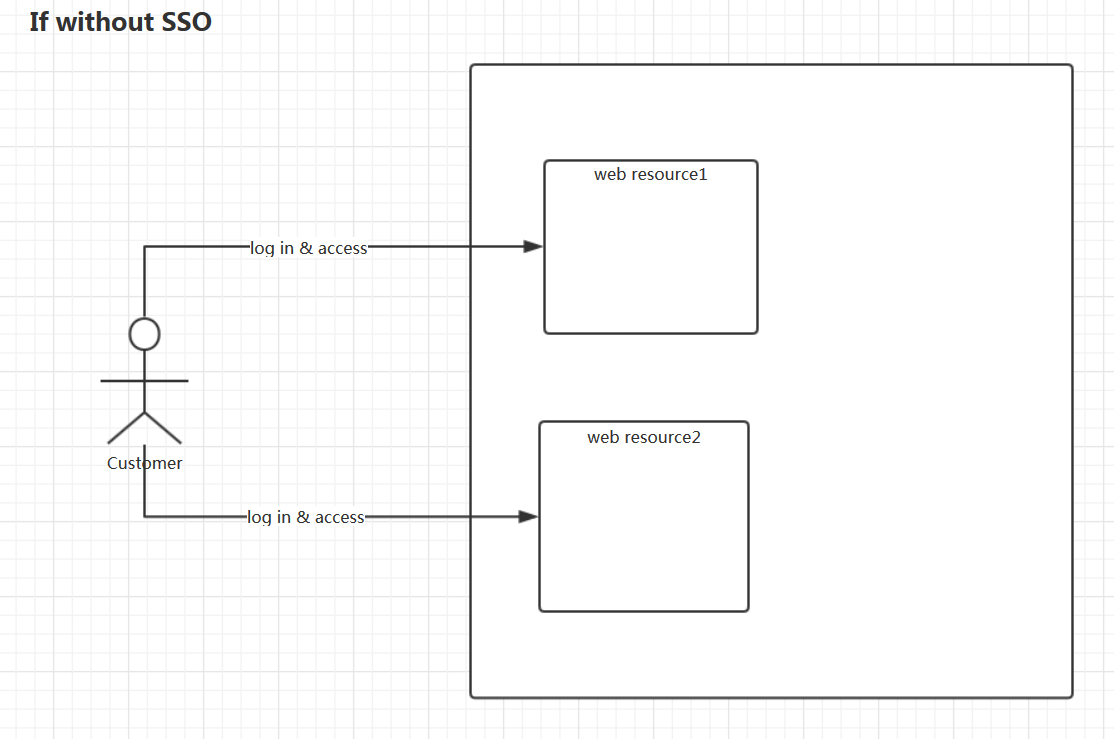 If without SSO
web resource1
log in & access
Customer
web resource2
log in & access